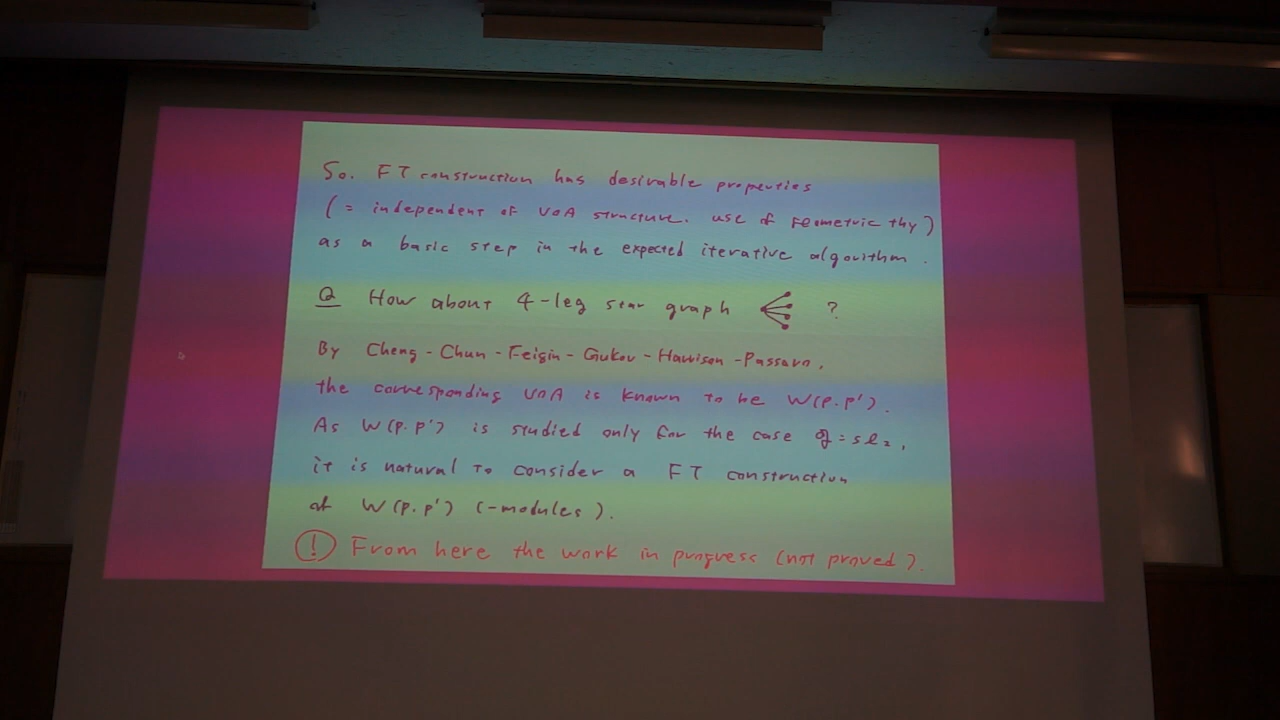 So. FT construction has desirable properties
(= independent of VOA structure. use of geometric thy)
as a basic step in the expected iterative algorithm.
Q How about 4-leg star graph ?
By Cheng-Chun-Feigin-Gukov-Harrison-Passaro,
the corresponding VOA is known to be W(p.p').
As W(p.p') is studied only for the case g=sl2,
it is natural to consider a FT construction
of W(p.p') (-modules).
! From here the work in progress (not proved).